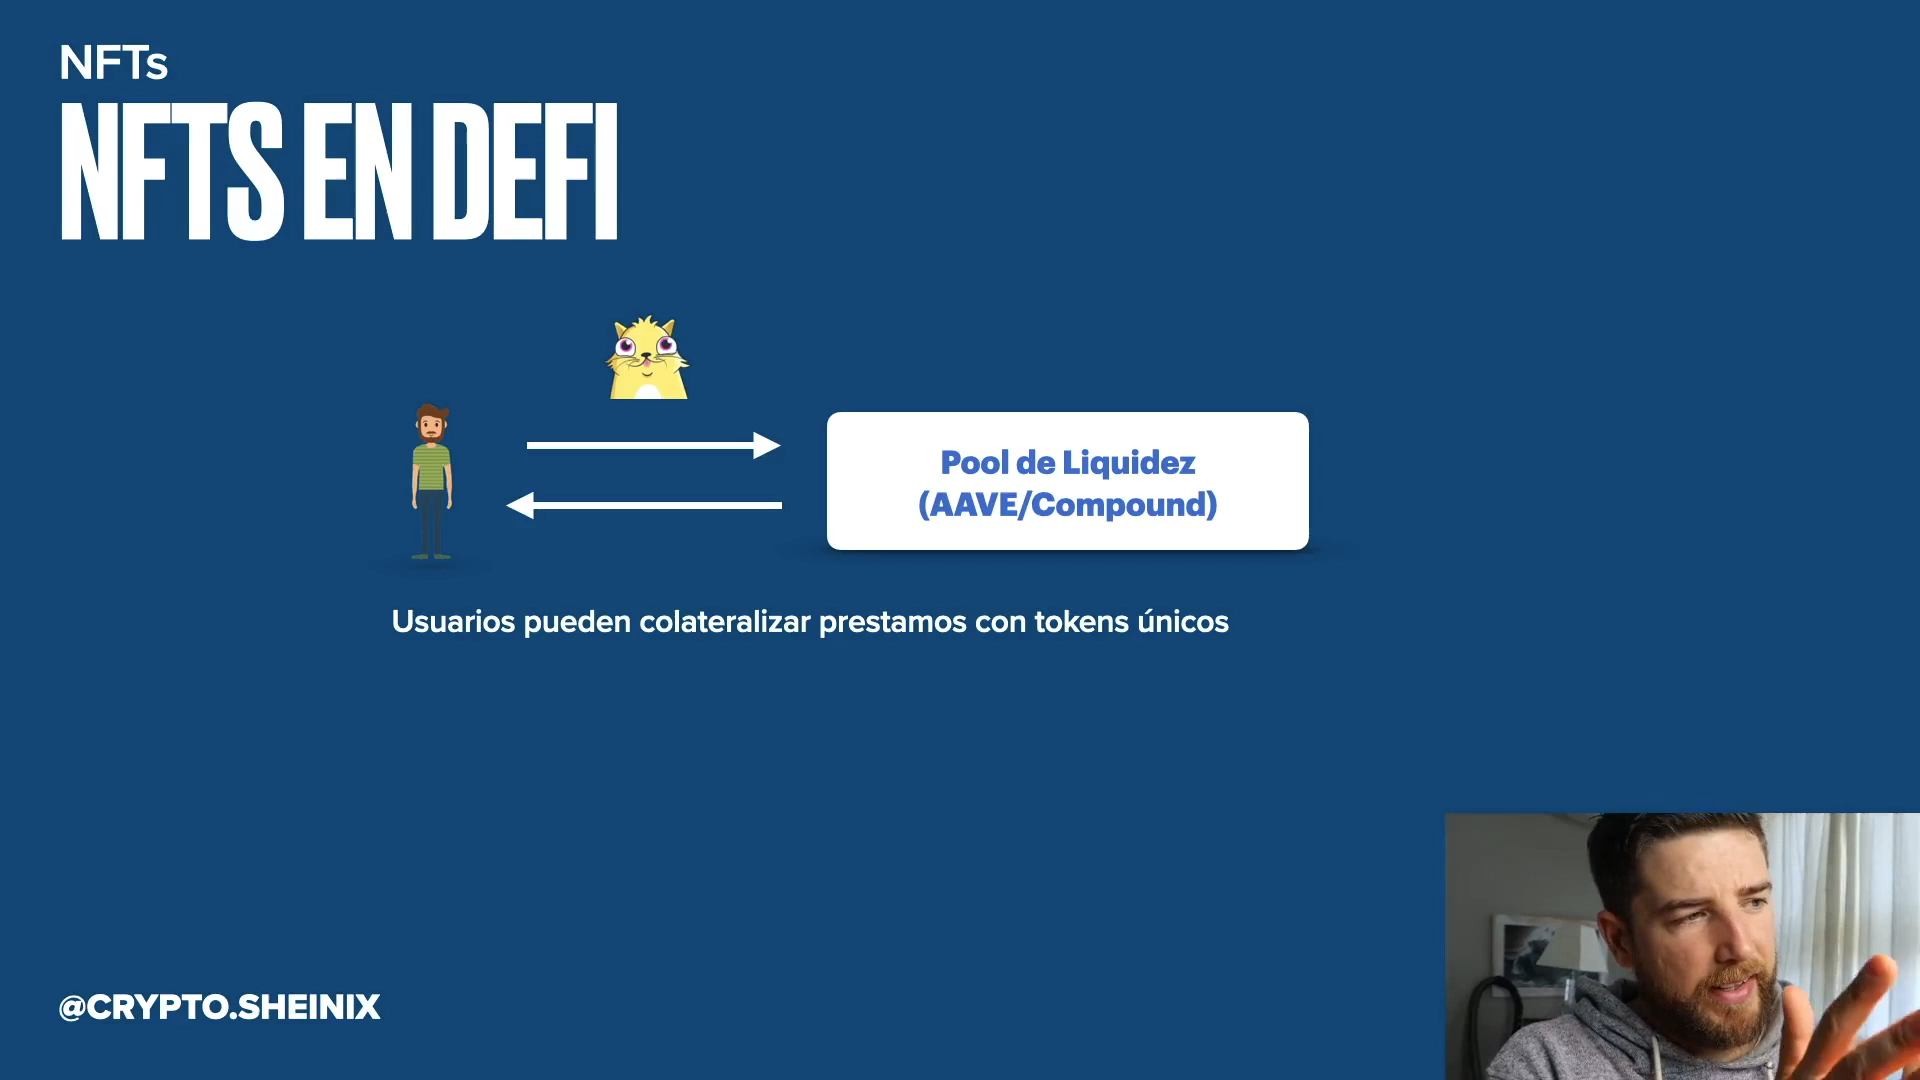 NFTs
NFTS EN DEFI
Pool de Liquidez
(AAVE/Compound)
Usuarios pueden colateralizar prestamos con tokens únicos
@CRYPTO.SHEINIX